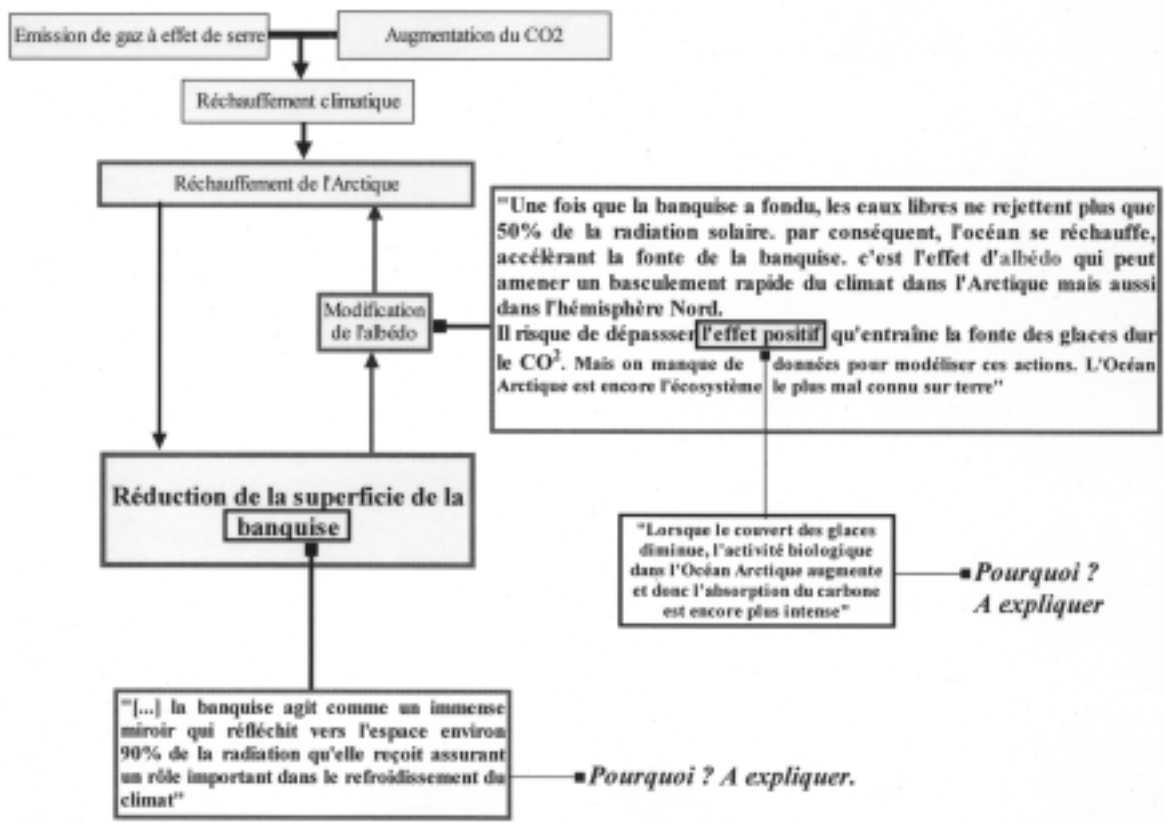 Emission de gaz à effet de serre
Augmentation du CO2
Réchauffement climatique
Réchauffement de l'Arctique
"Une fois que la banquise a fondu, les eaux libres ne rejettent plus que
50% de la radiation solaire. par conséquent, l'océan se réchauffe,
accélèrant la fonte de la banquise. c'est l'effet d'albédo qui peut
amener un basculement rapide du climat dans l'Arctique mais aussi
dans l'hémisphère Nord.
Il risque de dépassser l'effet positif qu'entraîne la fonte des glaces dur
le CO². Mais on manque de données pour modéliser ces actions. L'Océan
Arctique est encore l'écosystème le plus mal connu sur terre"
Modification
de l'albédo
Réduction de la superficie de la
banquise
"Lorsque le couvert des glaces
diminue, l'activité biologique
dans l'Océan Arctique augmente
et donc l'absorption du carbone
est encore plus intense"
Pourquoi ?
A expliquer
"[...] la banquise agit comme un immense
miroir qui réfléchit vers l'espace environ
90% de la radiation qu'elle reçoit assurant
un rôle important dans le refroidissement du
climat"
Pourquoi ? A expliquer.